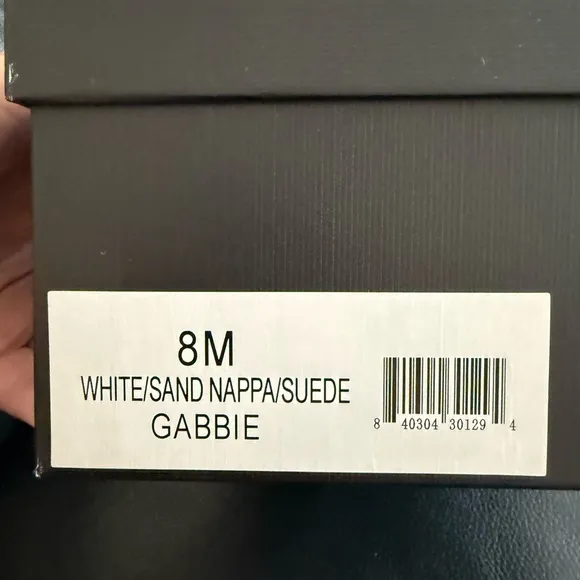 8M
WHITE/SAND NAPPA/SUEDE
GABBIE
8 40304 30129 4